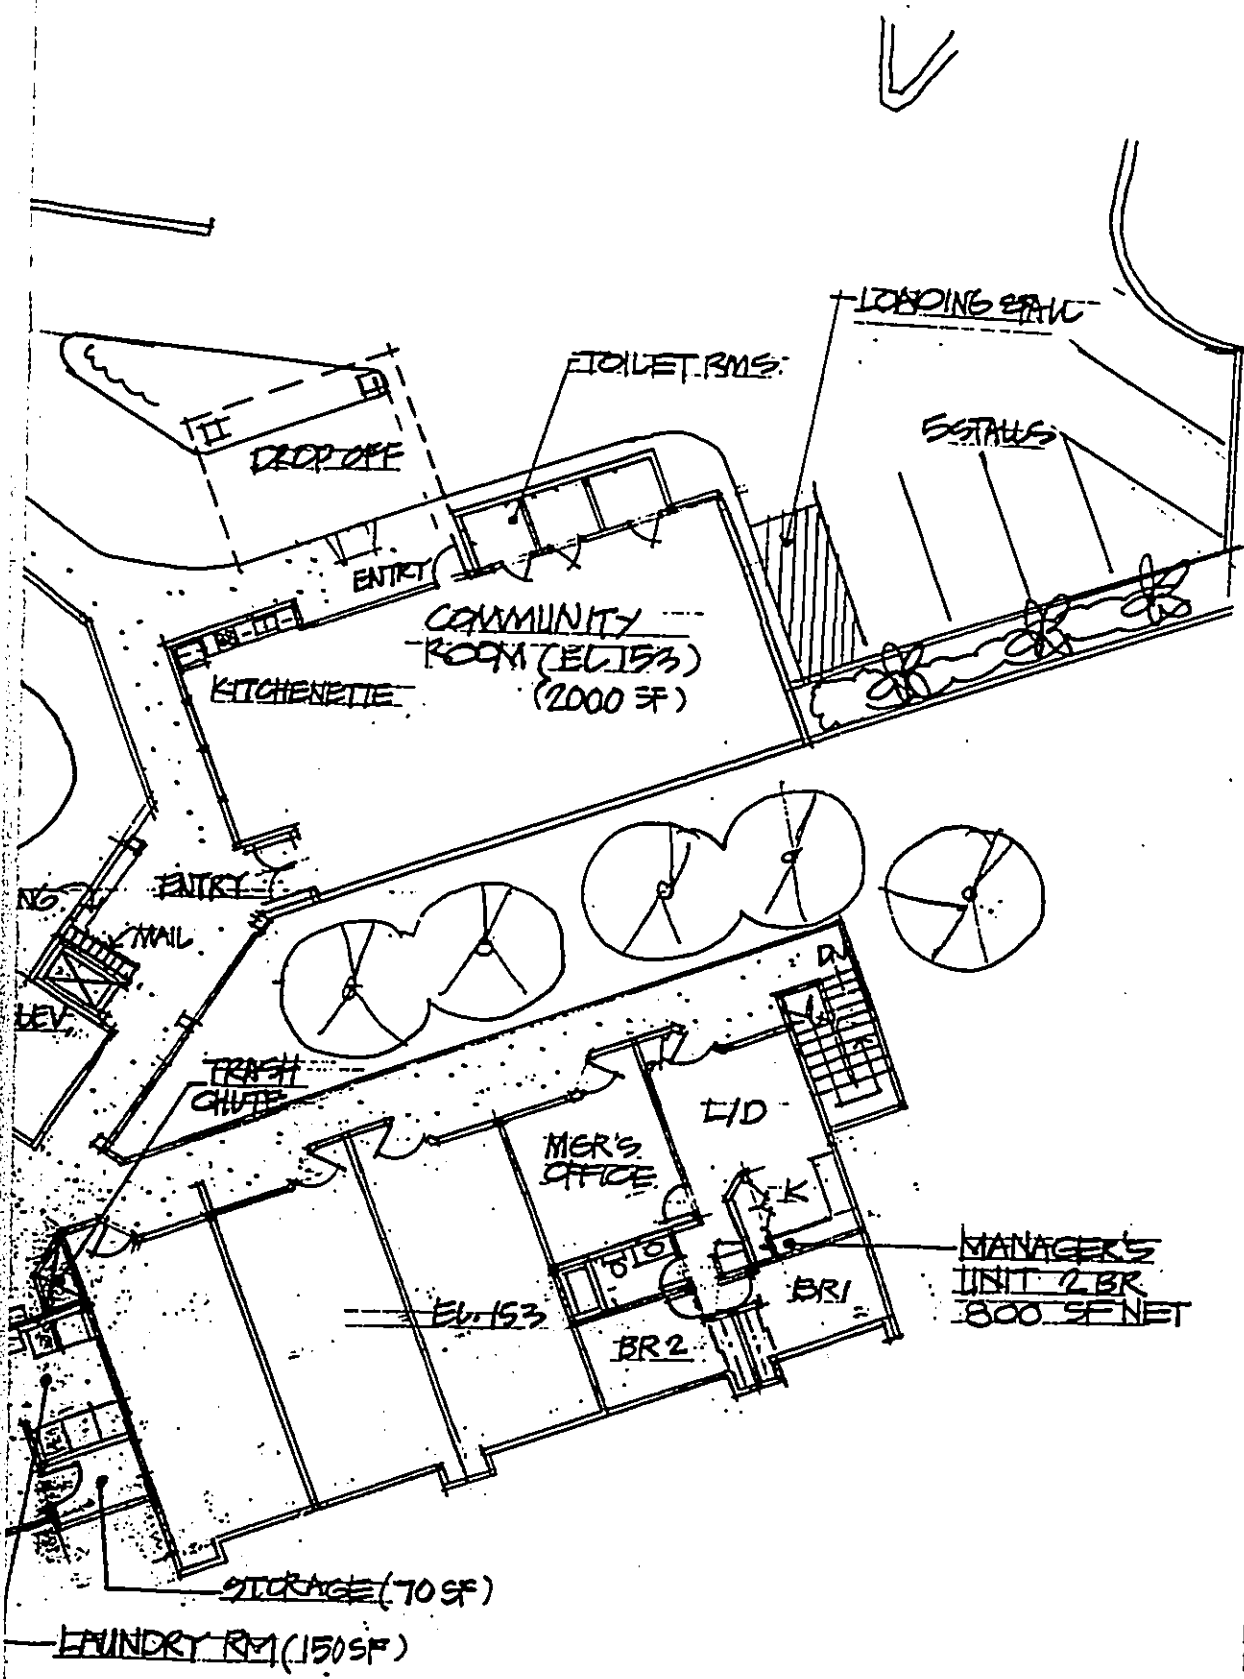 LOADING STALL
TOILET RMS.
5 STALLS
DROP OFF
ENTRY
COMMUNITY
ROOM (EL.153)
(2000 SF)
KITCHENETTE
ENTRY
MAIL
DN
TRASH
CHUTE
L/D
MGR'S
OFFICE
K
MANAGER'S
UNIT 2 BR
800 SF NET
BR1
EL.153
BR 2
STORAGE (70 SF)
LAUNDRY RM (150 SF)